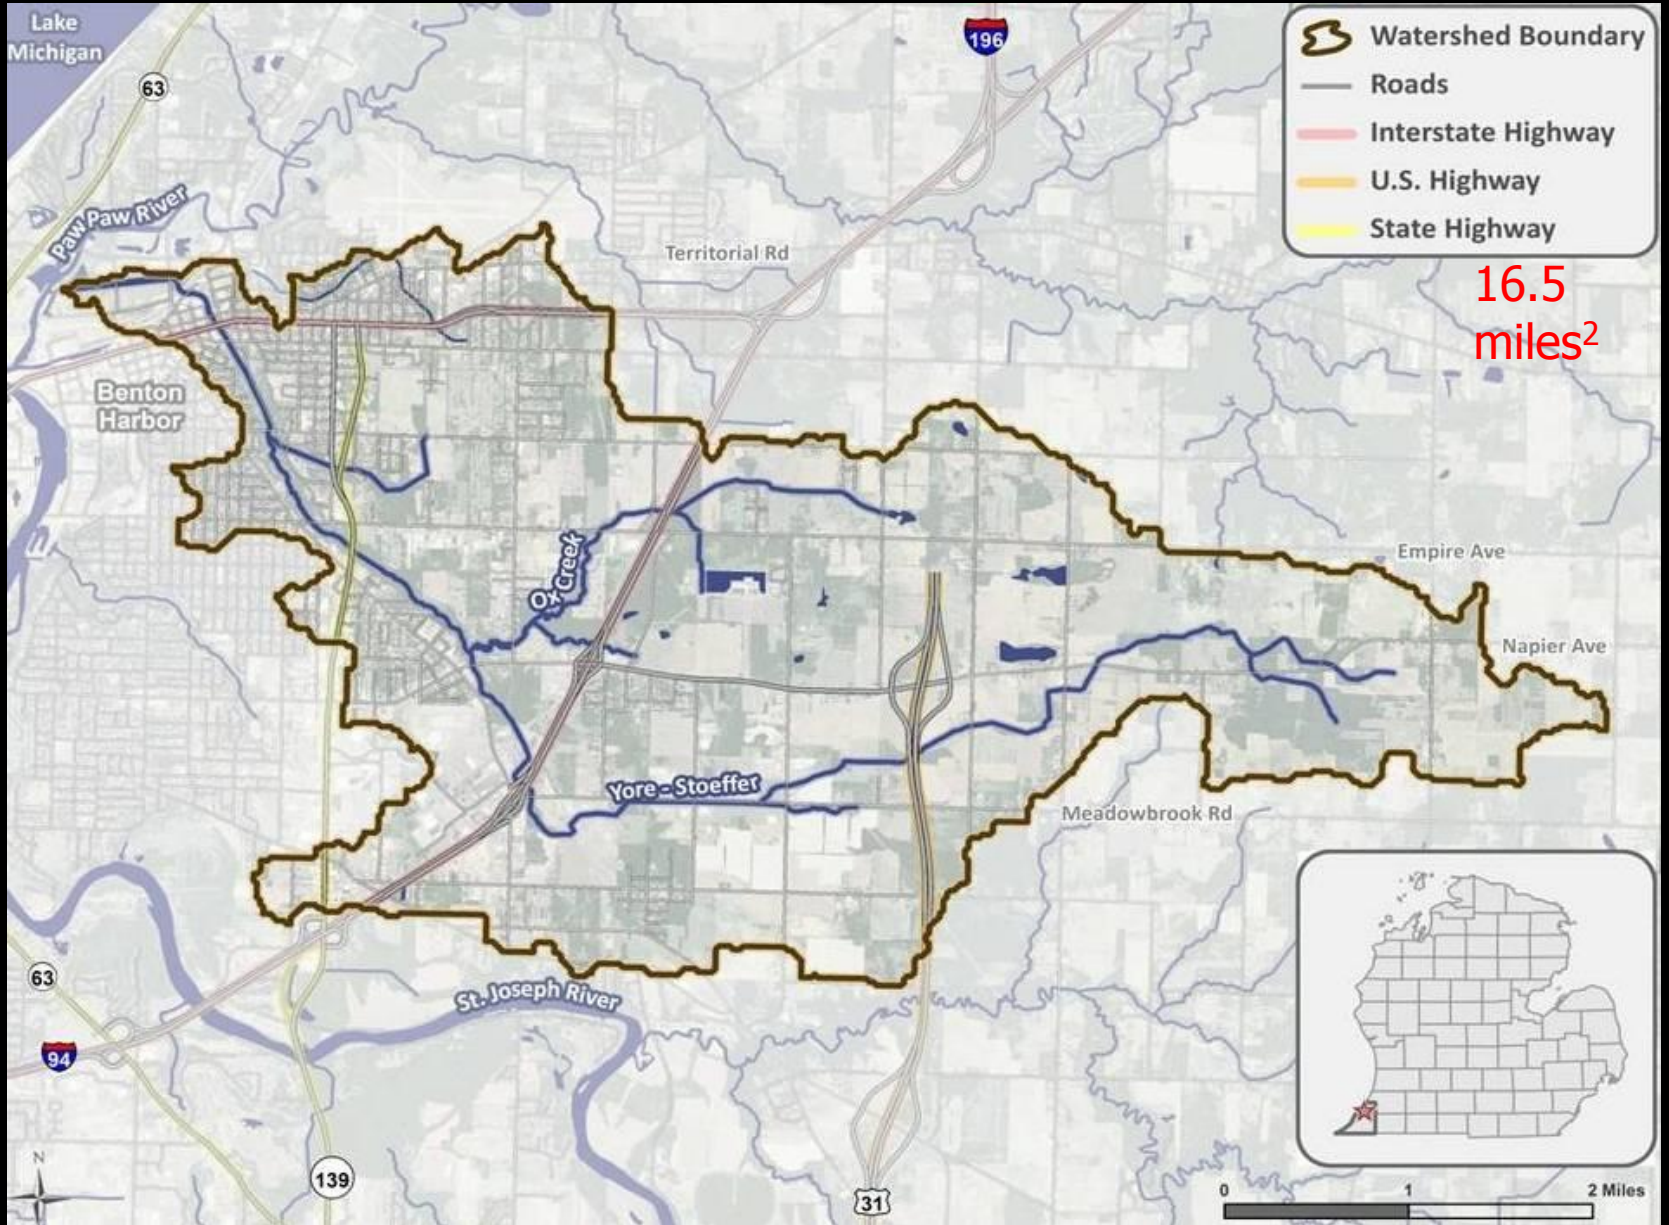 Lake
Michigan
63
196
Watershed Boundary
Roads
Interstate Highway
U.S. Highway
State Highway
16.5
miles²
Paw Paw River
Territorial Rd
Benton
Harbor
Ox Creek
Empire Ave
Napier Ave
Yore - Stoeffer
Meadowbrook Rd
St. Joseph River
63
94
139
31
N
0 1 2 Miles